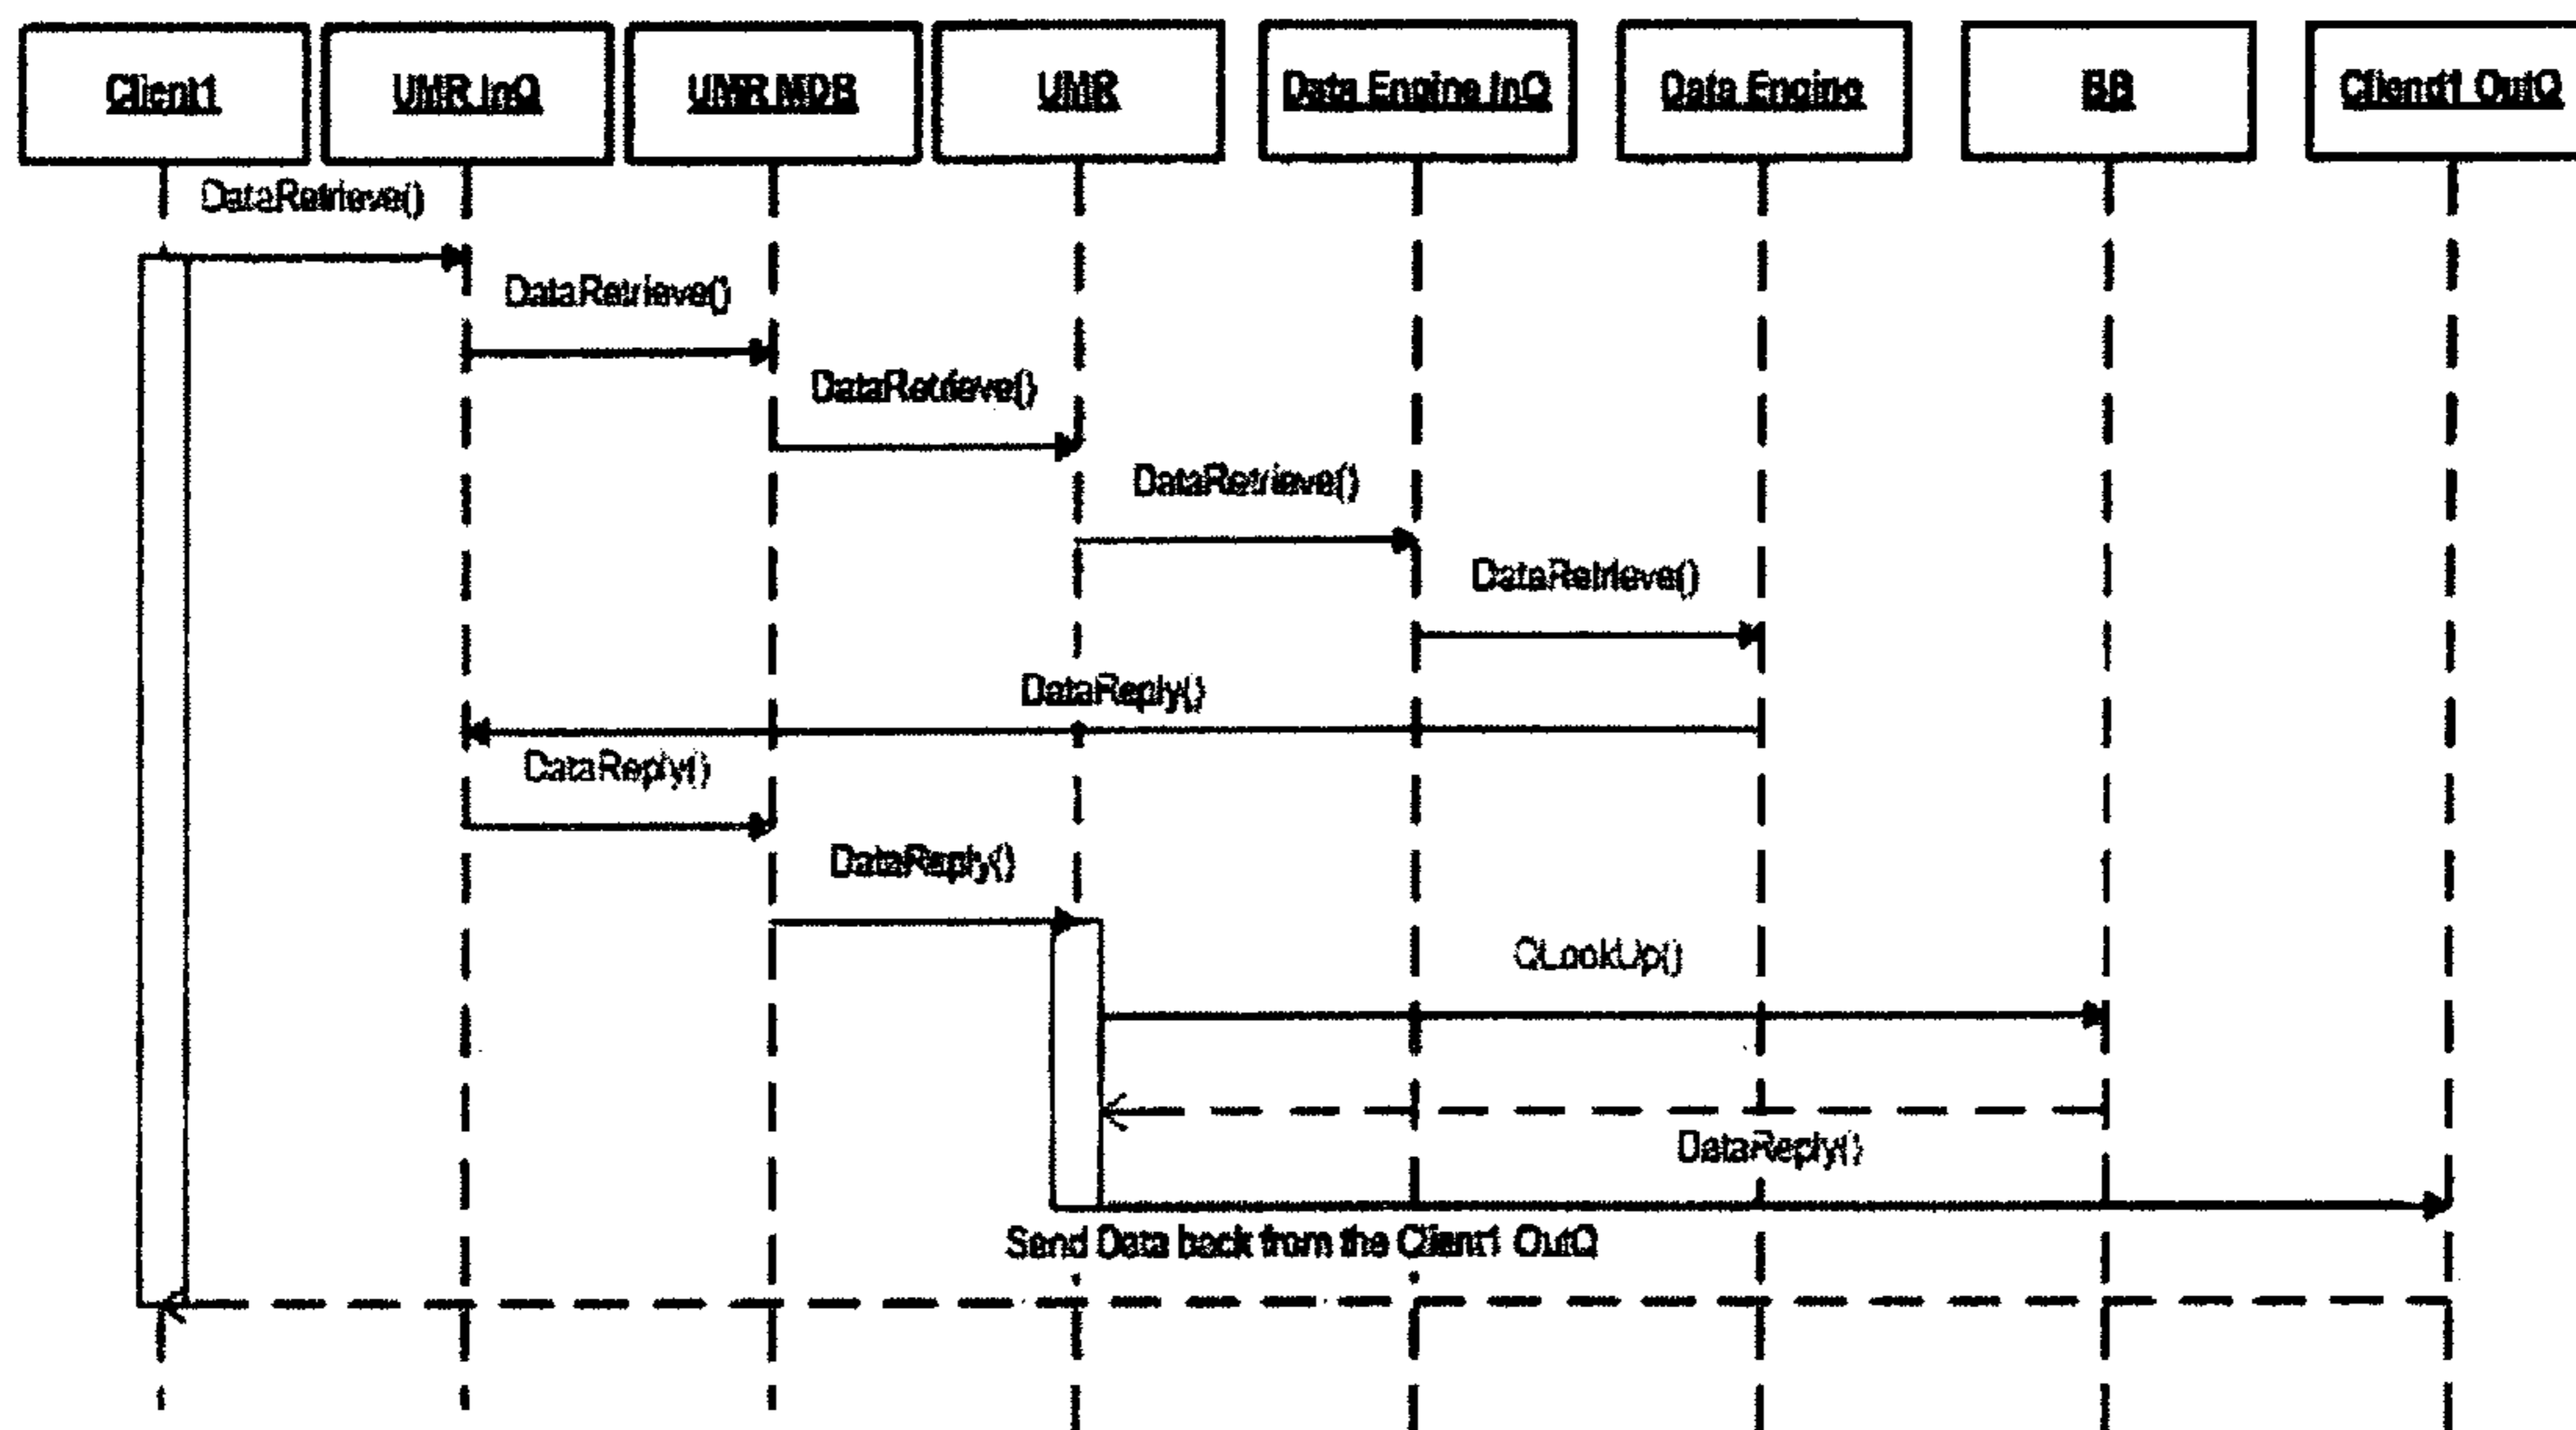 Client1
UMR InQ
UMR MDB
UMR
Data Engine InQ
Data Engine
BB
Client1 OutQ
DataRetrieve()
DataRetrieve()
DataRetrieve()
DataRetrieve()
DataRetrieve()
DataReply()
DataReply()
DataReply()
QLookUp()
DataReply()
Send Data back from the Client1 OutQ